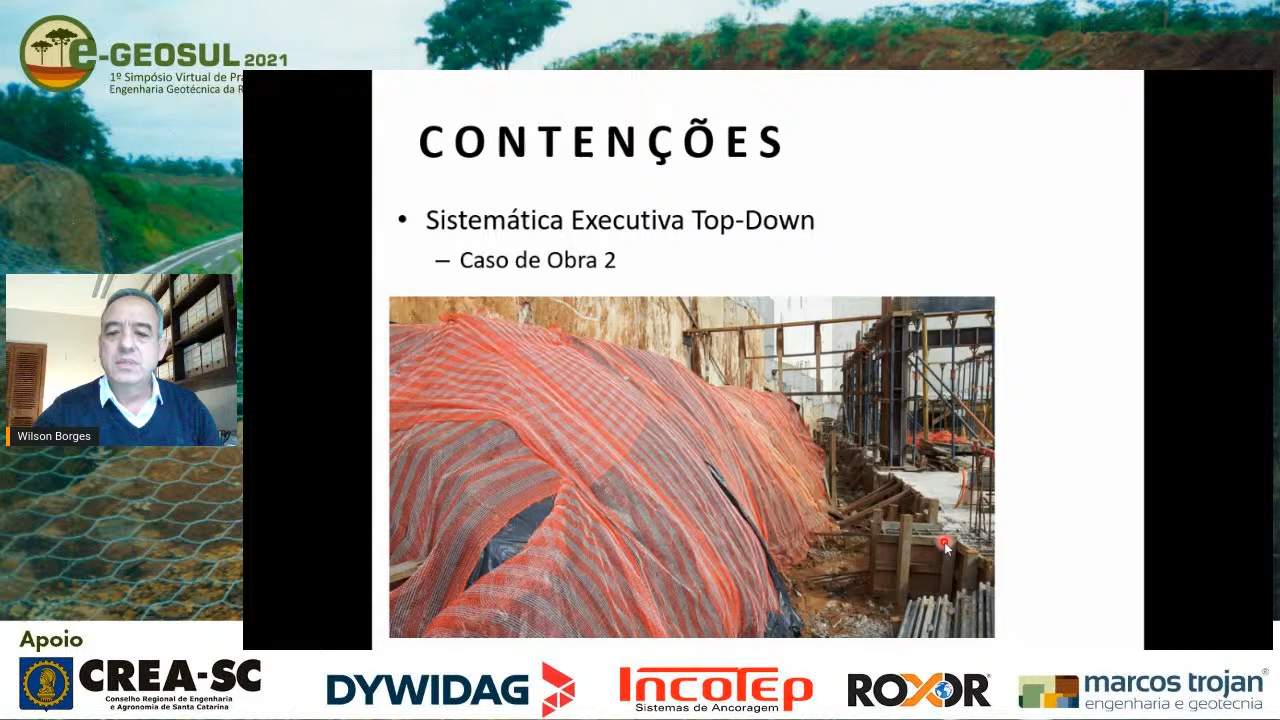 e-GEOSUL 2021
1º Simpósio Virtual de
Engenharia Geotécnica da
CONTENÇÕES
• Sistemática Executiva Top-Down
– Caso de Obra 2
Wilson Borges
Apoio
CREA-SC
Conselho Regional de Engenharia
e Agronomia de Santa Catarina
DYWIDAG
INCOTEP
Sistemas de Ancoragem
ROXOR®
marcos trojan®
engenharia e geotecnia